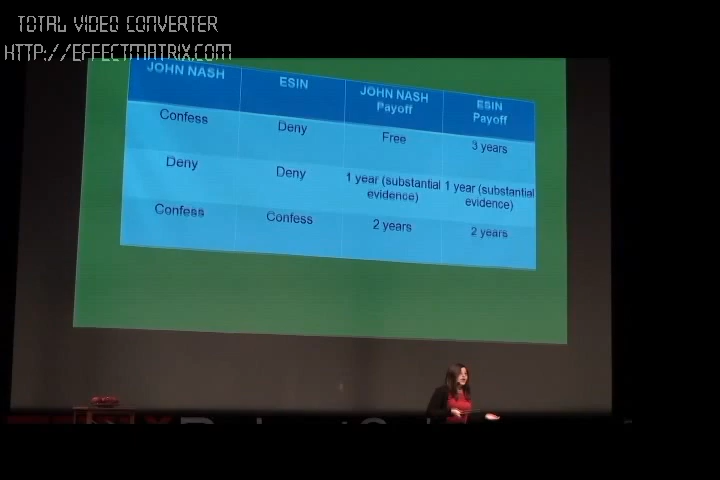 TOTAL VIDEO CONVERTER
HTTP://EFFECTMATRIX.COM
JOHN NASH ESIN JOHN NASH Payoff ESIN Payoff
Confess Deny Free 3 years
Deny Deny 1 year (substantial evidence) 1 year (substantial evidence)
Confess Confess 2 years 2 years